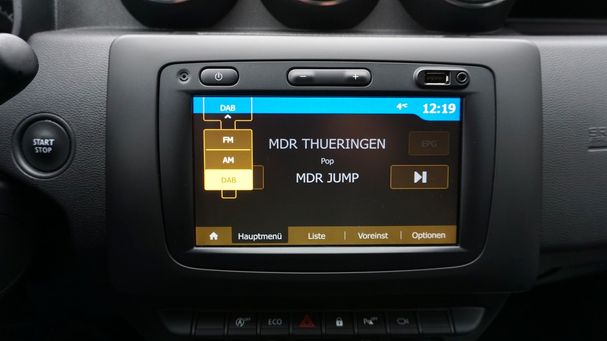 DAB
4°C
12:19
FM
AM
DAB
MDR THUERINGEN
Pop
MDR JUMP
EPG
Hauptmenü
Liste
Voreinst
Optionen
START
STOP
ECO